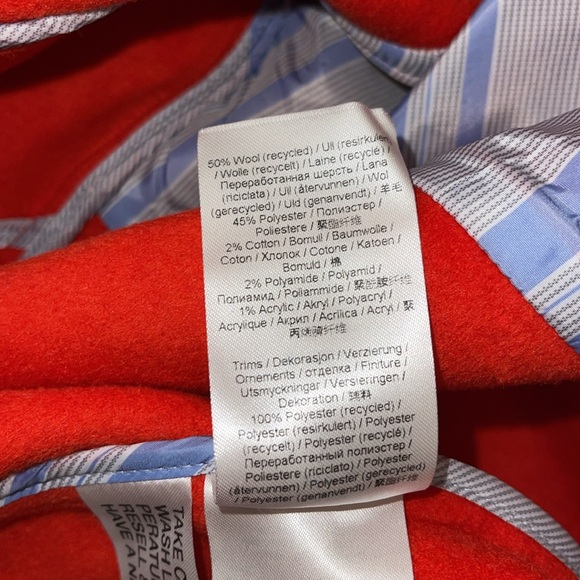 50% Wool (recycled) / Ull (resirkulert)
/ Wolle (recycelt) / Laine (recyclé) /
Переработанная шерсть / Lana
(riciclata) / Ull (återvunnen) / Wol
(gerecycled) / Uld (genanvendt) / 羊毛
45% Polyester / Полиэстер /
Poliestere / 聚酯纤维
2% Cotton / Bomull / Baumwolle /
Coton / Хлопок / Cotone / Katoen /
Bomuld / 棉
2% Polyamide / Polyamid /
Полиамид / Poliammide / 聚酰胺纤维
1% Acrylic / Akryl / Polyacryl /
Acrylique / Акрил / Acrilica / Acryl / 聚
丙烯腈纤维
Trims / Dekorasjon / Verzierung /
Ornements / отделка / Finiture /
Utsmyckningar / Versieringen /
Dekoration / 辅料
100% Polyester (recycled) /
Polyester (resirkulert) / Polyester
(recycelt) / Polyester (recyclé) /
Переработанный полиэстер /
Poliestere (riciclato) / Polyester
(återvunnen) / Polyester (gerecycled)
/ Polyester (genanvendt) /
TAKE C
WASH L
PERATU
RESELL
HAVE A N